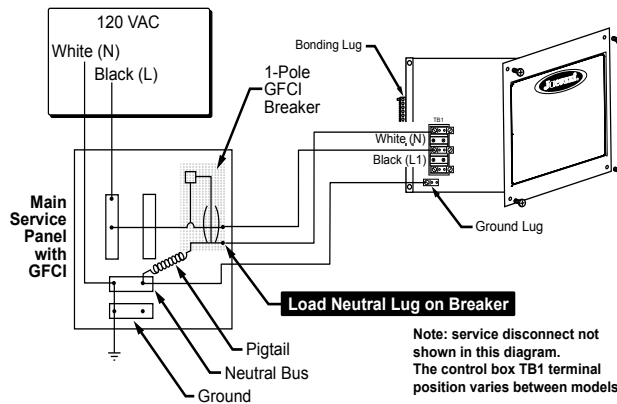 120 VAC
White (N)
Black (L)
1-Pole
GFCI
Breaker
Bonding Lug
TB1
White (N)
Black (L1)
Ground Lug
Main
Service
Panel
with
GFCI
Load Neutral Lug on Breaker
Pigtail
Neutral Bus
Ground
Note: service disconnect not
shown in this diagram.
The control box TB1 terminal
position varies between models